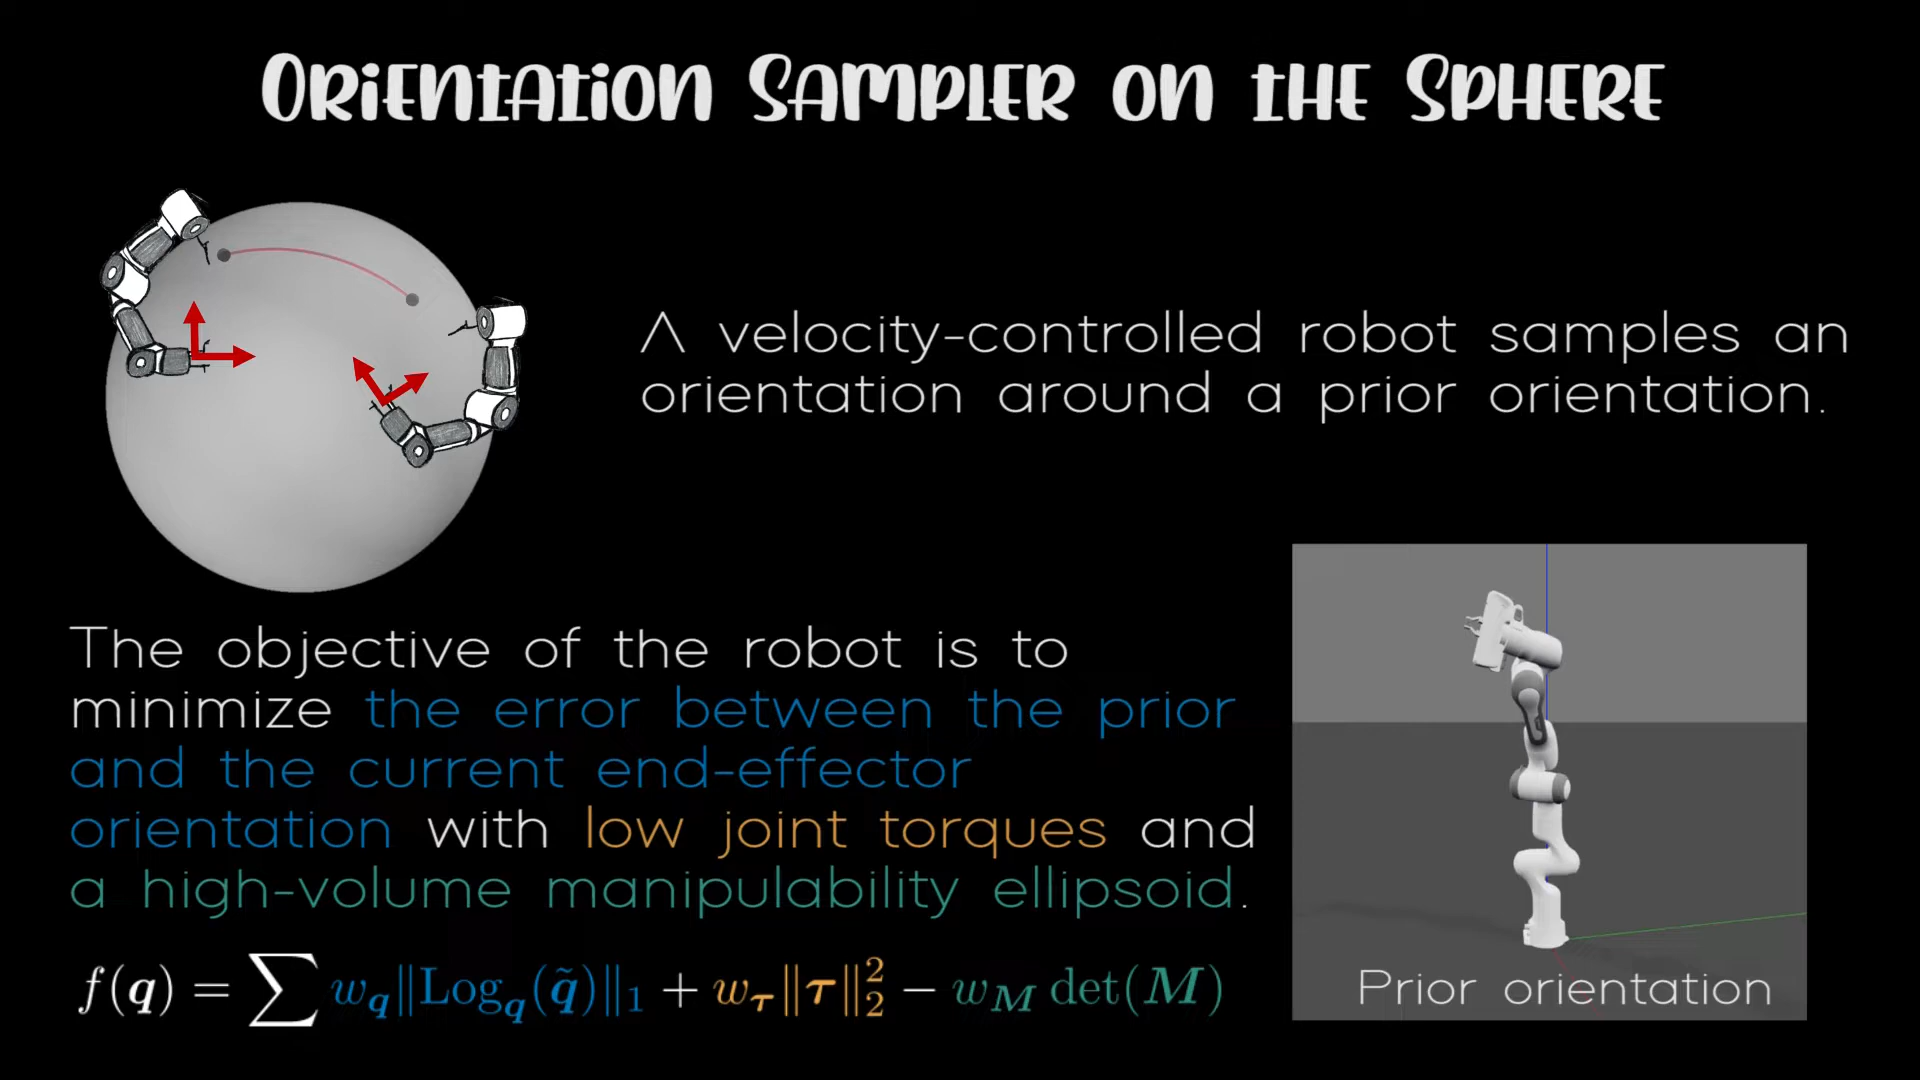 Orientation Sampler on the Sphere
A velocity-controlled robot samples an
orientation around a prior orientation.
The objective of the robot is to
minimize the error between the prior
and the current end-effector
orientation with low joint torques and
a high-volume manipulability ellipsoid.
f(q) = ∑ w_q‖Log_q(q̃)‖₁ + w_τ‖τ‖₂² − w_M det(M)
Prior orientation